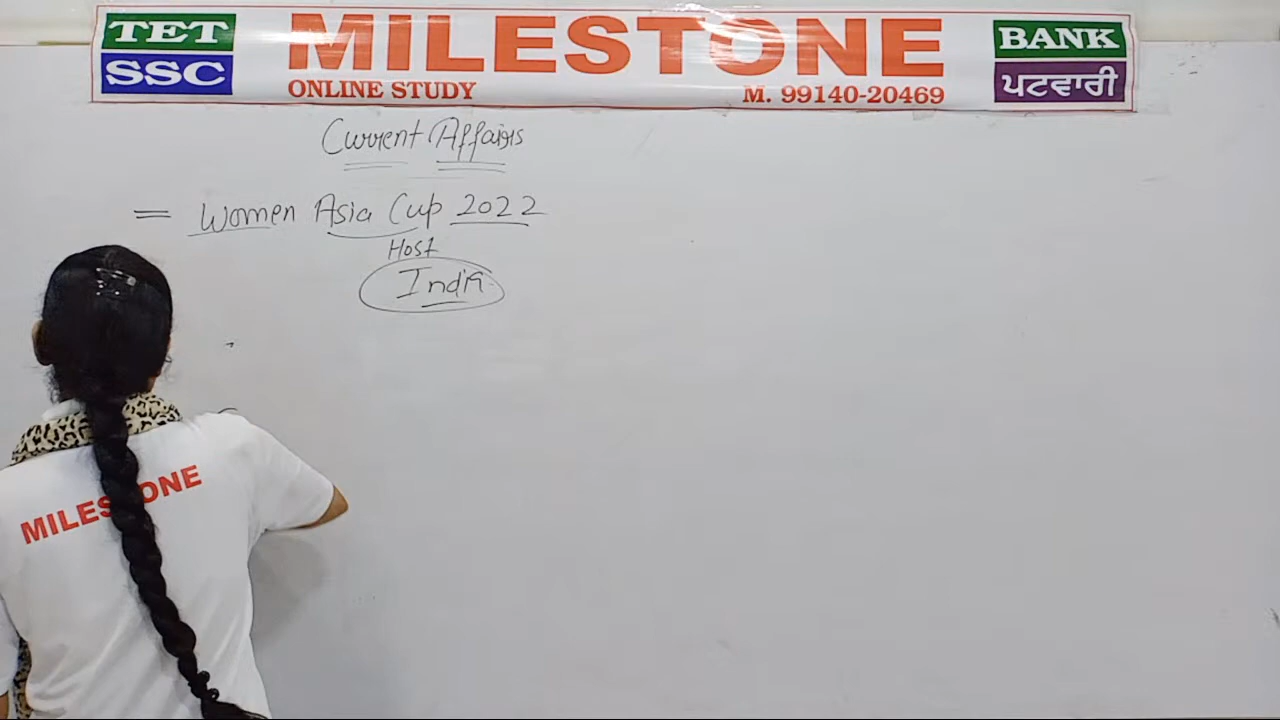 TET
SSC
MILESTONE
ONLINE STUDY
M. 99140-20469
BANK
ਪਟਵਾਰੀ
Current Affairs
= Women Asia Cup 2022
Host
India
MILESTONE